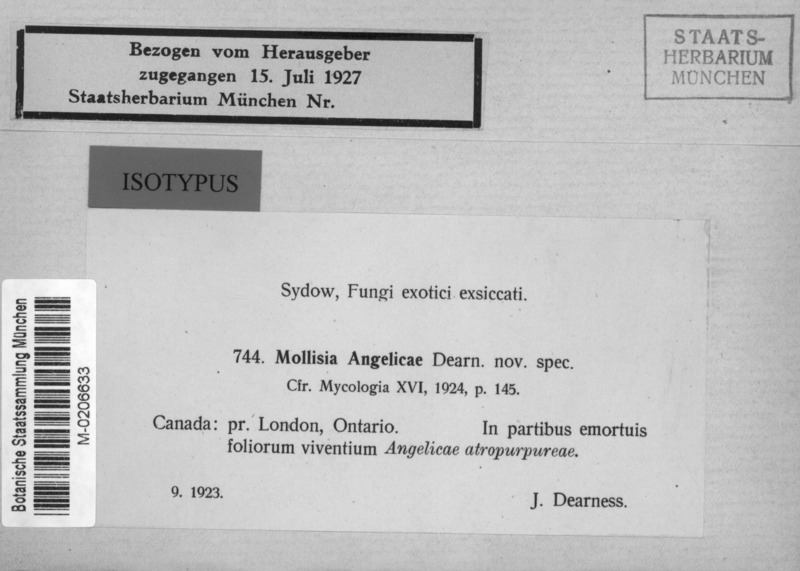 Bezogen vom Herausgeber
zugegangen 15. Juli 1927
Staatsherbarium München Nr.
STAATS-
HERBARIUM
MÜNCHEN
ISOTYPUS
Sydow, Fungi exotici exsiccati.
744. Mollisia Angelicae Dearn. nov. spec.
Cfr. Mycologia XVI, 1924, p. 145.
Canada: pr. London, Ontario. In partibus emortuis
foliorum viventium Angelicae atropurpureae.
9. 1923. J. Dearness.
Botanische Staatssammlung München
M-0206633